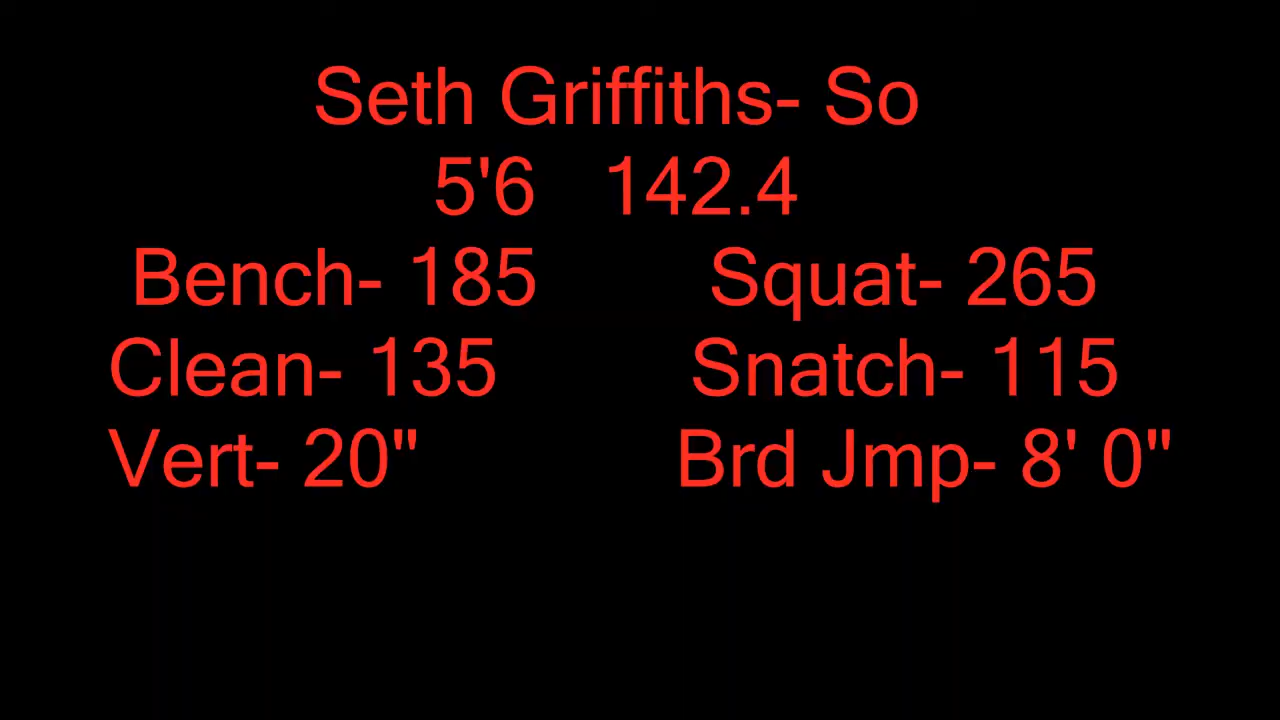 Seth Griffiths- So
5'6 142.4
Bench- 185 Squat- 265
Clean- 135 Snatch- 115
Vert- 20" Brd Jmp- 8' 0"